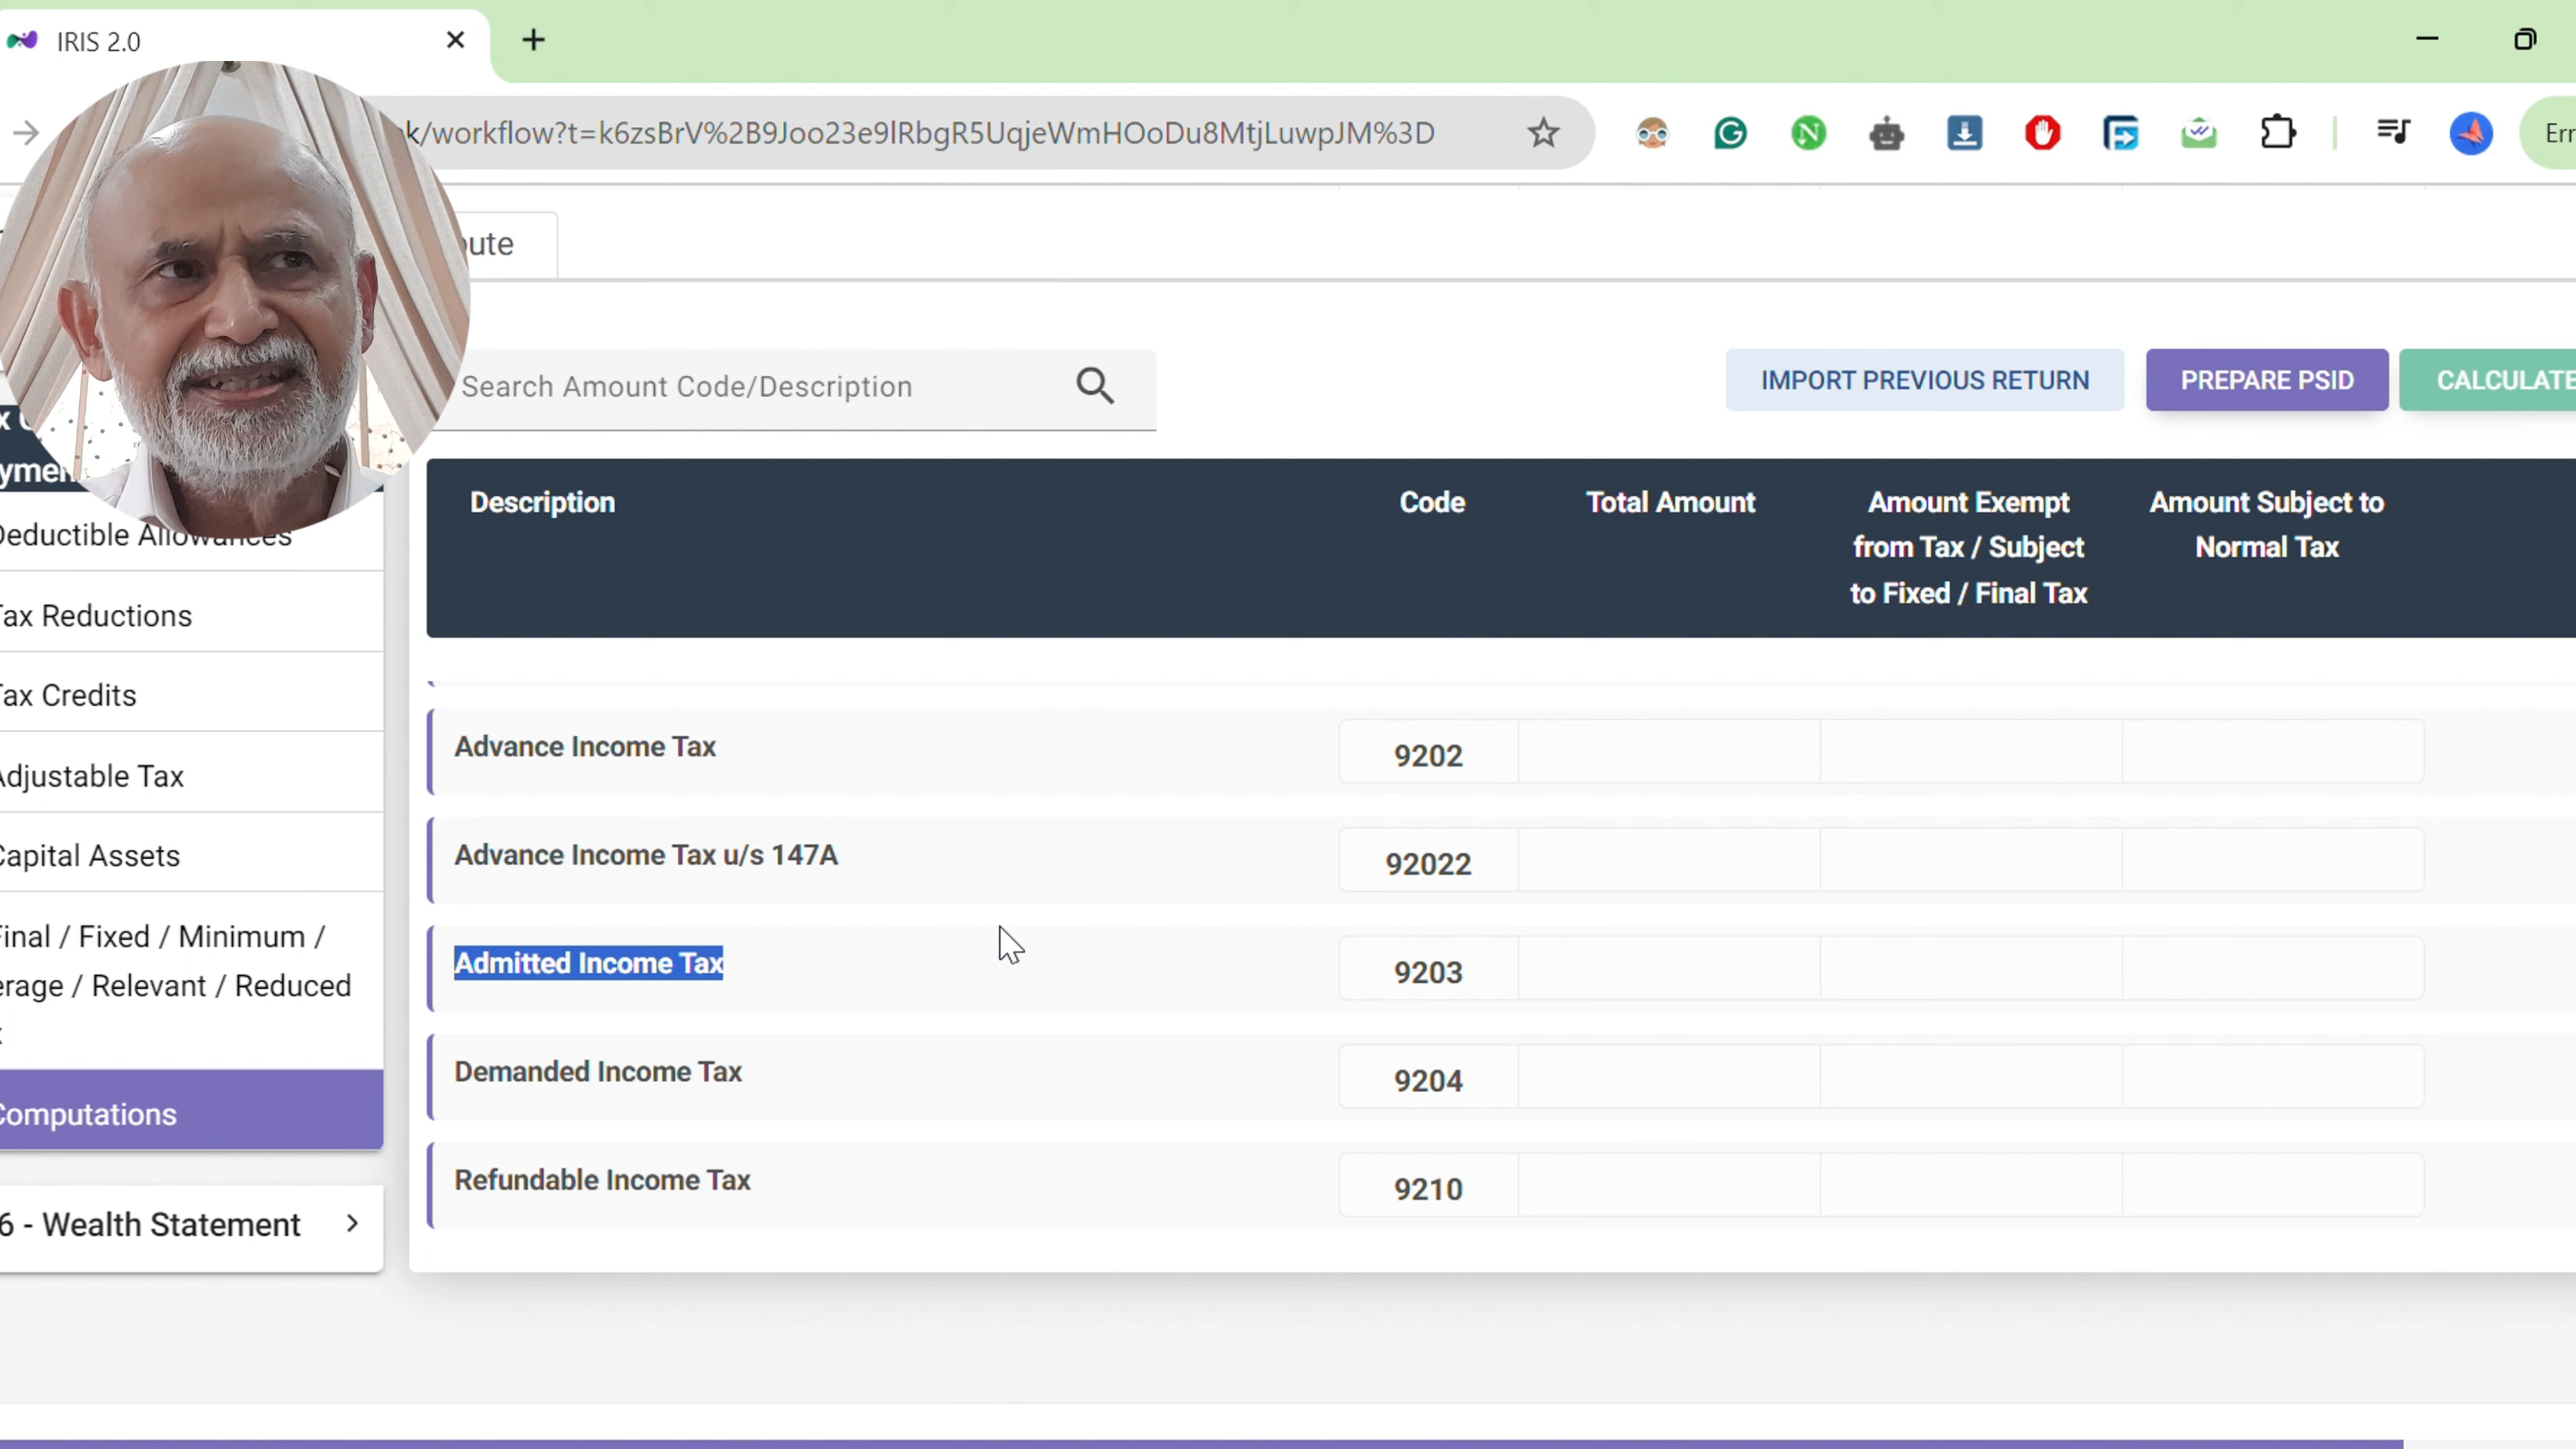 IRIS 2.0
k/workflow?t=k6zsBrV%2B9Joo23e9lRbgR5UqjeWmHOoDu8MtjLuwpJM%3D
Err
Search Amount Code/Description
IMPORT PREVIOUS RETURN
PREPARE PSID
CALCULATE
Description
Code
Total Amount
Amount Exempt
from Tax / Subject
to Fixed / Final Tax
Amount Subject to
Normal Tax
Deductible Allowances
Tax Reductions
Tax Credits
Adjustable Tax
Capital Assets
Final / Fixed / Minimum /
erage / Relevant / Reduced
Computations
6 - Wealth Statement
Advance Income Tax
9202
Advance Income Tax u/s 147A
92022
Admitted Income Tax
9203
Demanded Income Tax
9204
Refundable Income Tax
9210